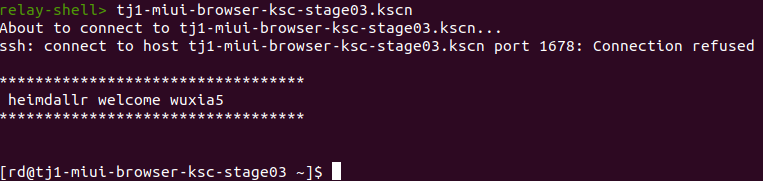 relay-shell> tj1-miui-browser-ksc-stage03.kscn
About to connect to tj1-miui-browser-ksc-stage03.kscn...
ssh: connect to host tj1-miui-browser-ksc-stage03.kscn port 1678: Connection refused
**********************************
heimdallr welcome wuxia5
**********************************
[rd@tj1-miui-browser-ksc-stage03 ~]$